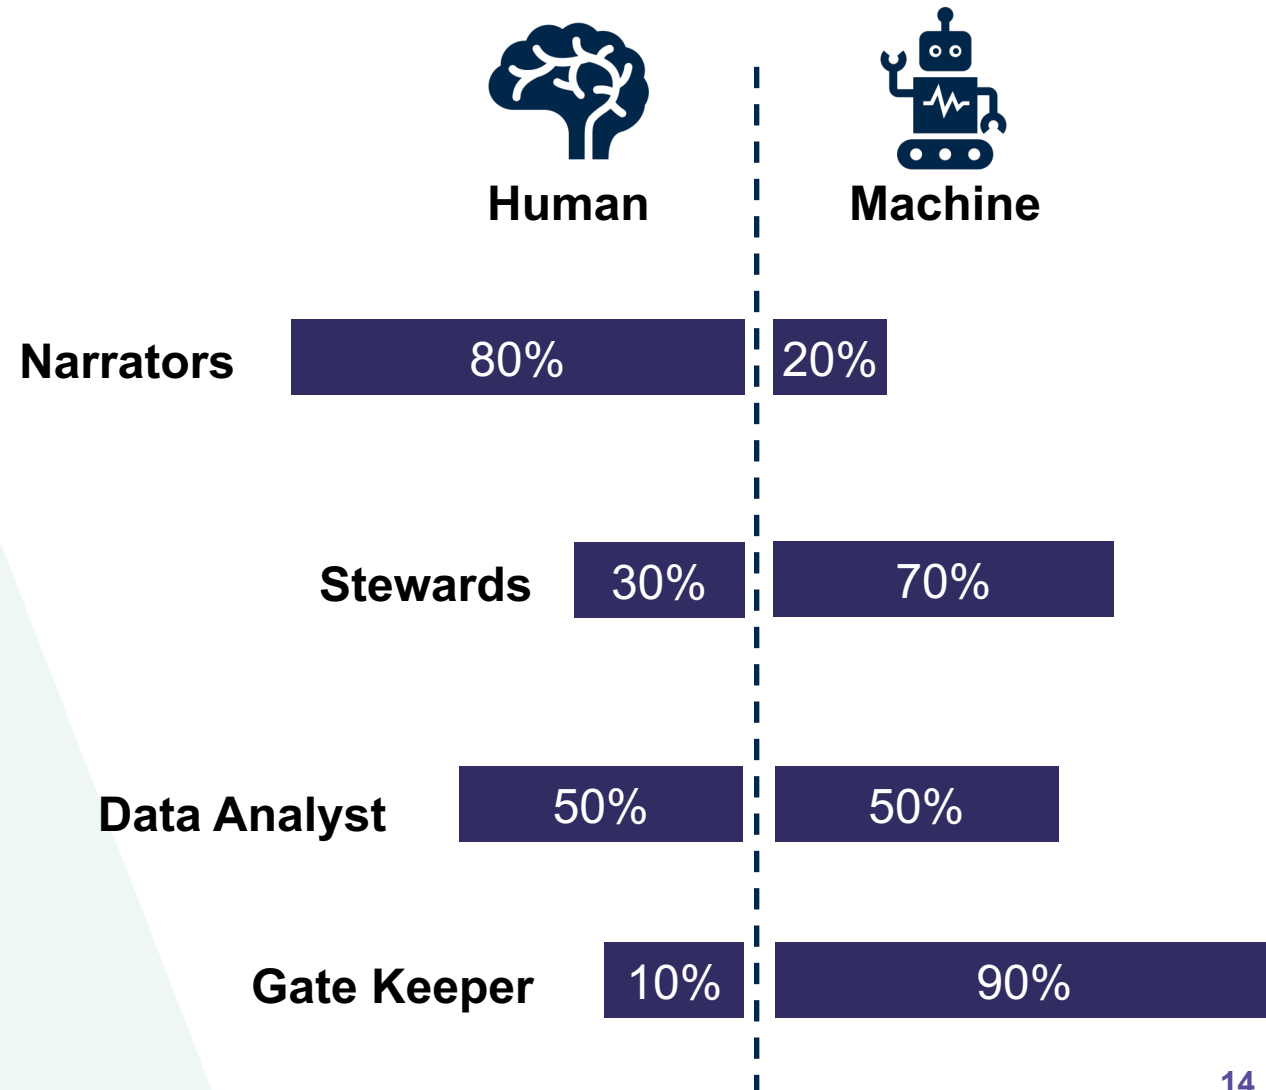 Human Machine
Narrators 80% 20%
Stewards 30% 70%
Data Analyst 50% 50%
Gate Keeper 10% 90%
14